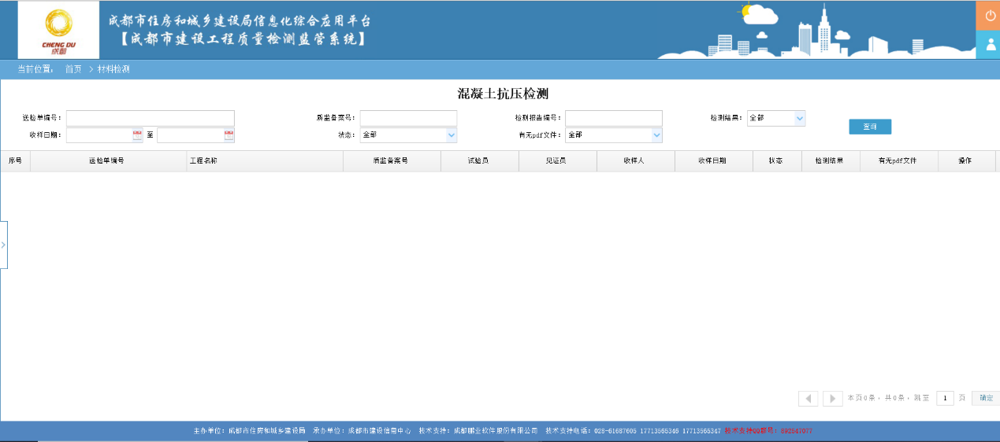 CHENG DU
成都
成都市住房和城乡建设局信息化综合应用平台
【成都市建设工程质量检测监管系统】
当前位置： 首页 > 材料检测
混凝土抗压检测
送检单编号： 质监备案号： 检测报告编号： 检测结果： 全部
查询
收样日期： 至 状态： 全部 有无pdf文件： 全部
序号 送检单编号 工程名称 质监备案号 试验员 见证员 收样人 收样日期 状态 检测结果 有无pdf文件 操作
本页0条，共0条，跳至 1 页 确定
主办单位：成都市住房和城乡建设局 承办单位：成都市建设信息中心 技术支持：成都鹏业软件股份有限公司 技术支持电话：028-61687605 17713565346 17713565347 技术支持QQ群号：892547077